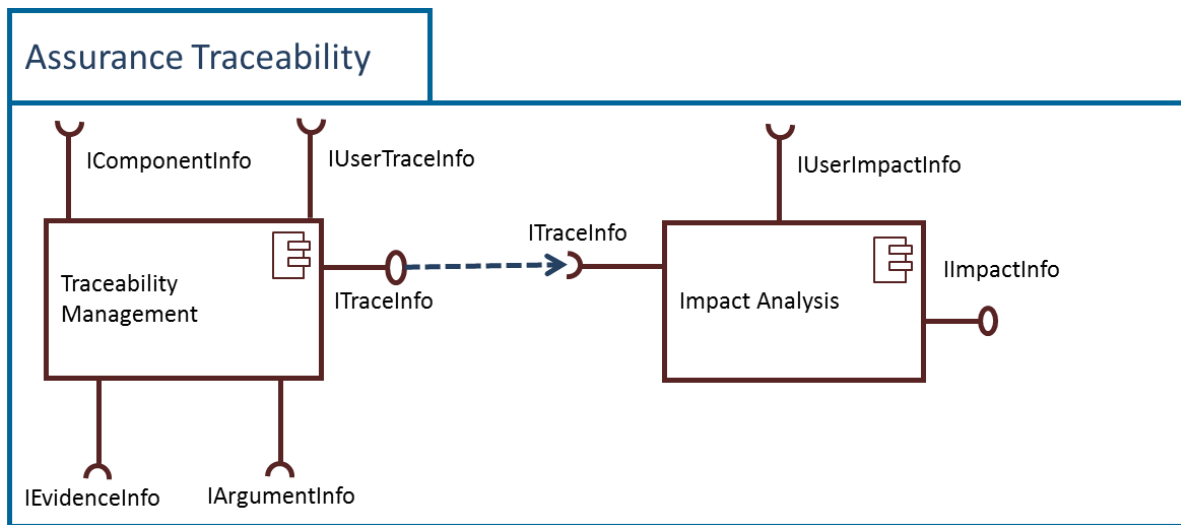 Assurance Traceability
IComponentInfo
IUserTraceInfo
IUserImpactInfo
ITraceInfo
Traceability
Management
ITraceInfo
Impact Analysis
IImpactInfo
IEvidenceInfo
IArgumentInfo